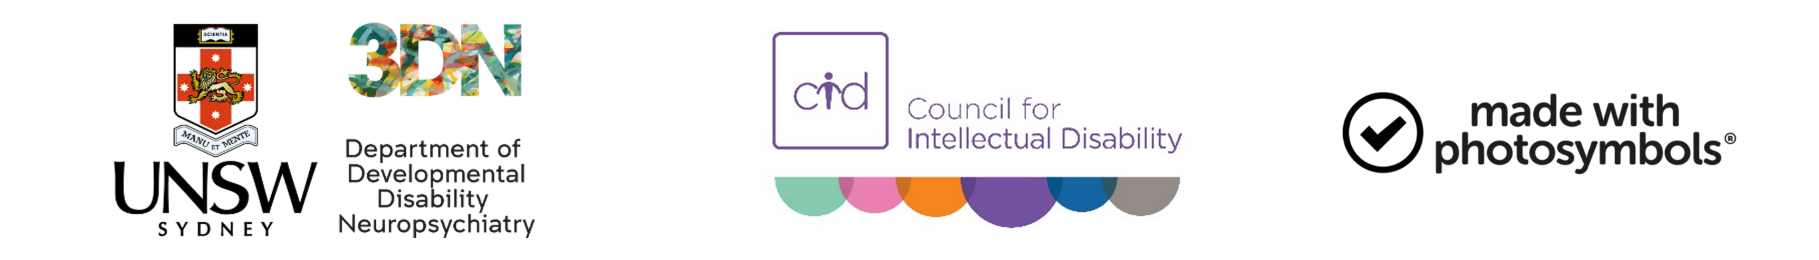 SCIENTIA
MANU ET MENTE
UNSW
SYDNEY
3DN
Department of
Developmental
Disability
Neuropsychiatry
cid
Council for
Intellectual Disability
made with
photosymbols®